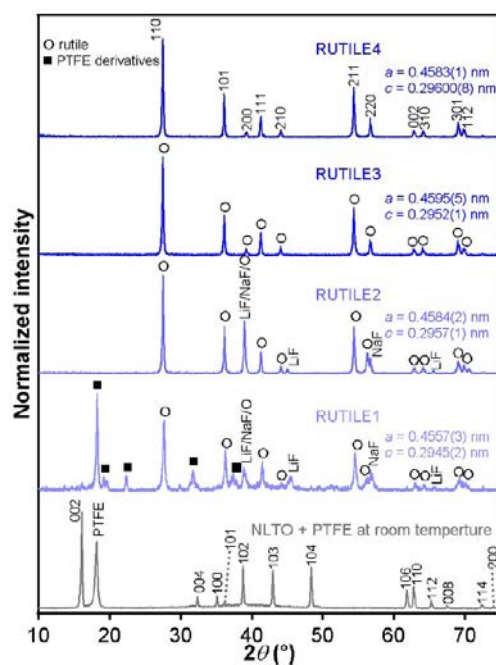 ○ rutile
■ PTFE derivatives
110
101
200
111
210
RUTILE4
211
220
a = 0.4583(1) nm
c = 0.29600(8) nm
002
310
301
112
RUTILE3
a = 0.4595(5) nm
c = 0.2952(1) nm
LiF/NaF/O
LiF
RUTILE2
NaF
a = 0.4584(2) nm
c = 0.2957(1) nm
LiF
LiF/NaF/O
LiF
RUTILE1
NaF
a = 0.4557(3) nm
c = 0.2945(2) nm
LiF
002
PTFE
NLTO + PTFE at room temperture
004
100
101
102
103
104
106
110
112
008
114
200
10 20 30 40 50 60 70
2θ (°)
Normalized intensity